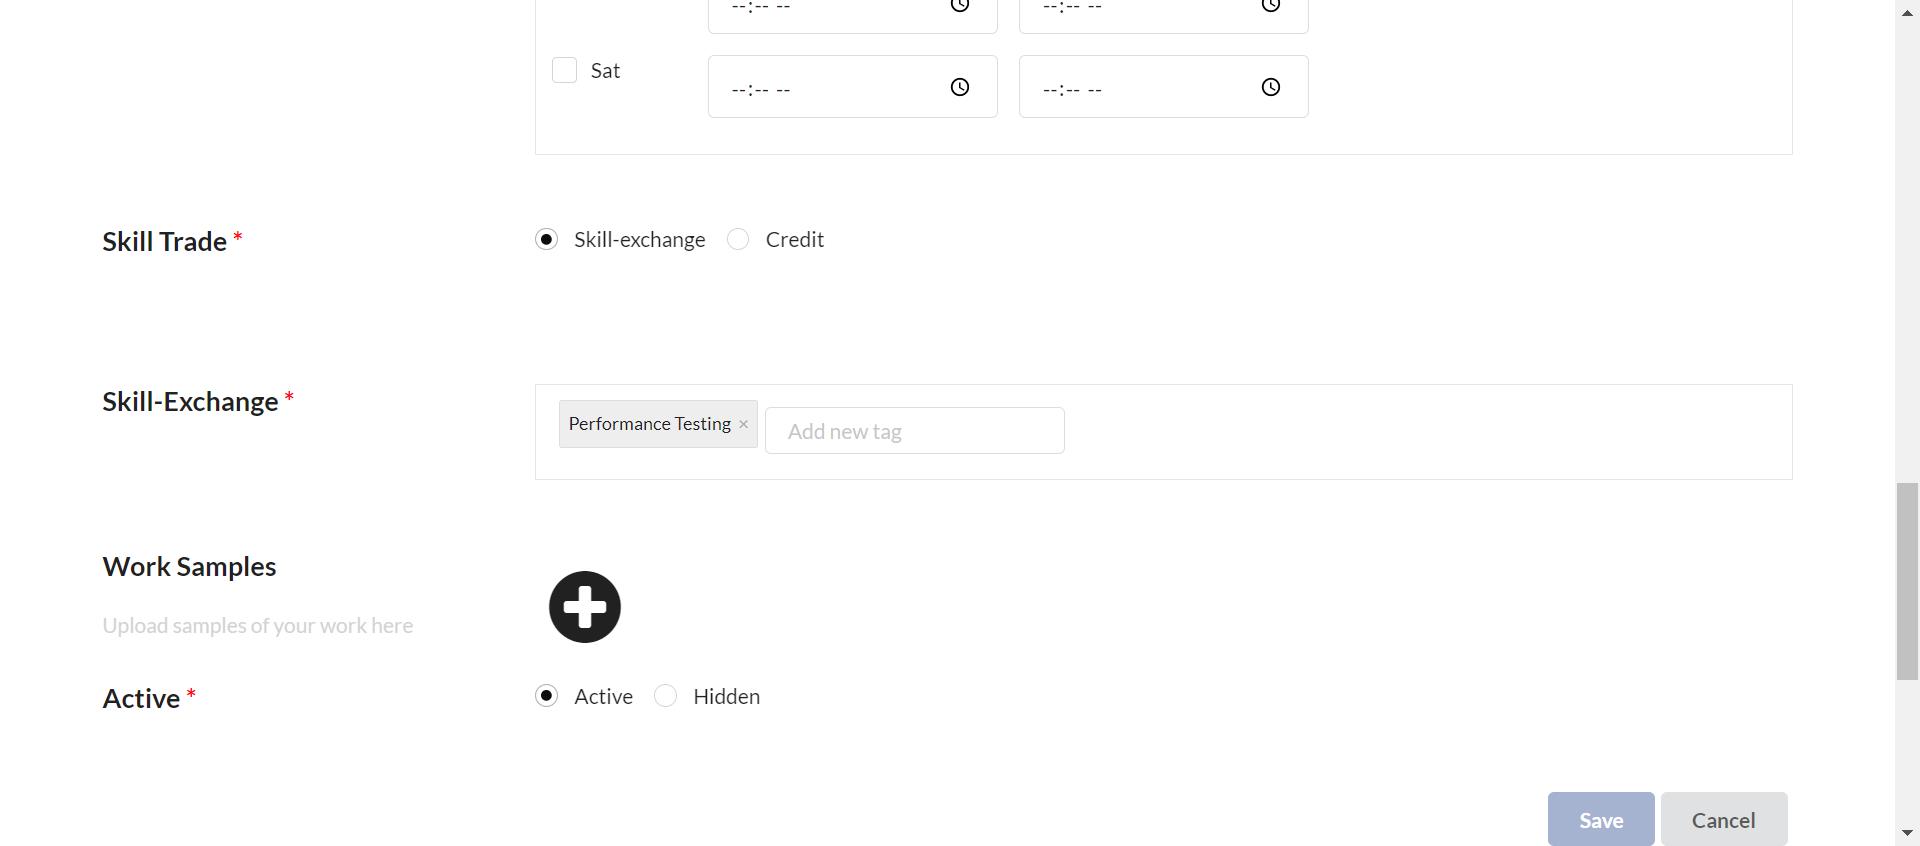 --:-- -- --:-- --
Sat --:-- -- --:-- --
Skill Trade * Skill-exchange Credit
Skill-Exchange * Performance Testing × Add new tag
Work Samples
Upload samples of your work here
Active * Active Hidden
Save Cancel